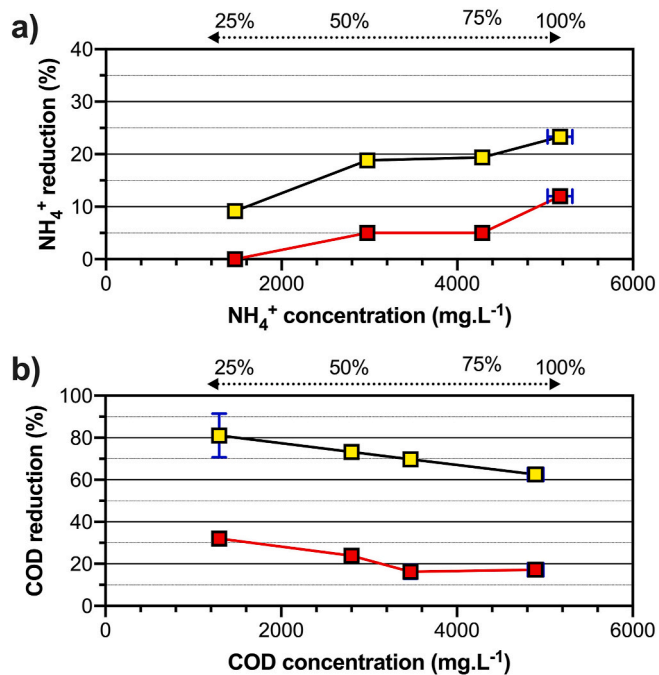 a)
25% 50% 75% 100%
40
30
20
10
0
NH₄⁺ reduction (%)
0 2000 4000 6000
NH₄⁺ concentration (mg.L⁻¹)
b)
25% 50% 75% 100%
100
80
60
40
20
0
COD reduction (%)
0 2000 4000 6000
COD concentration (mg.L⁻¹)